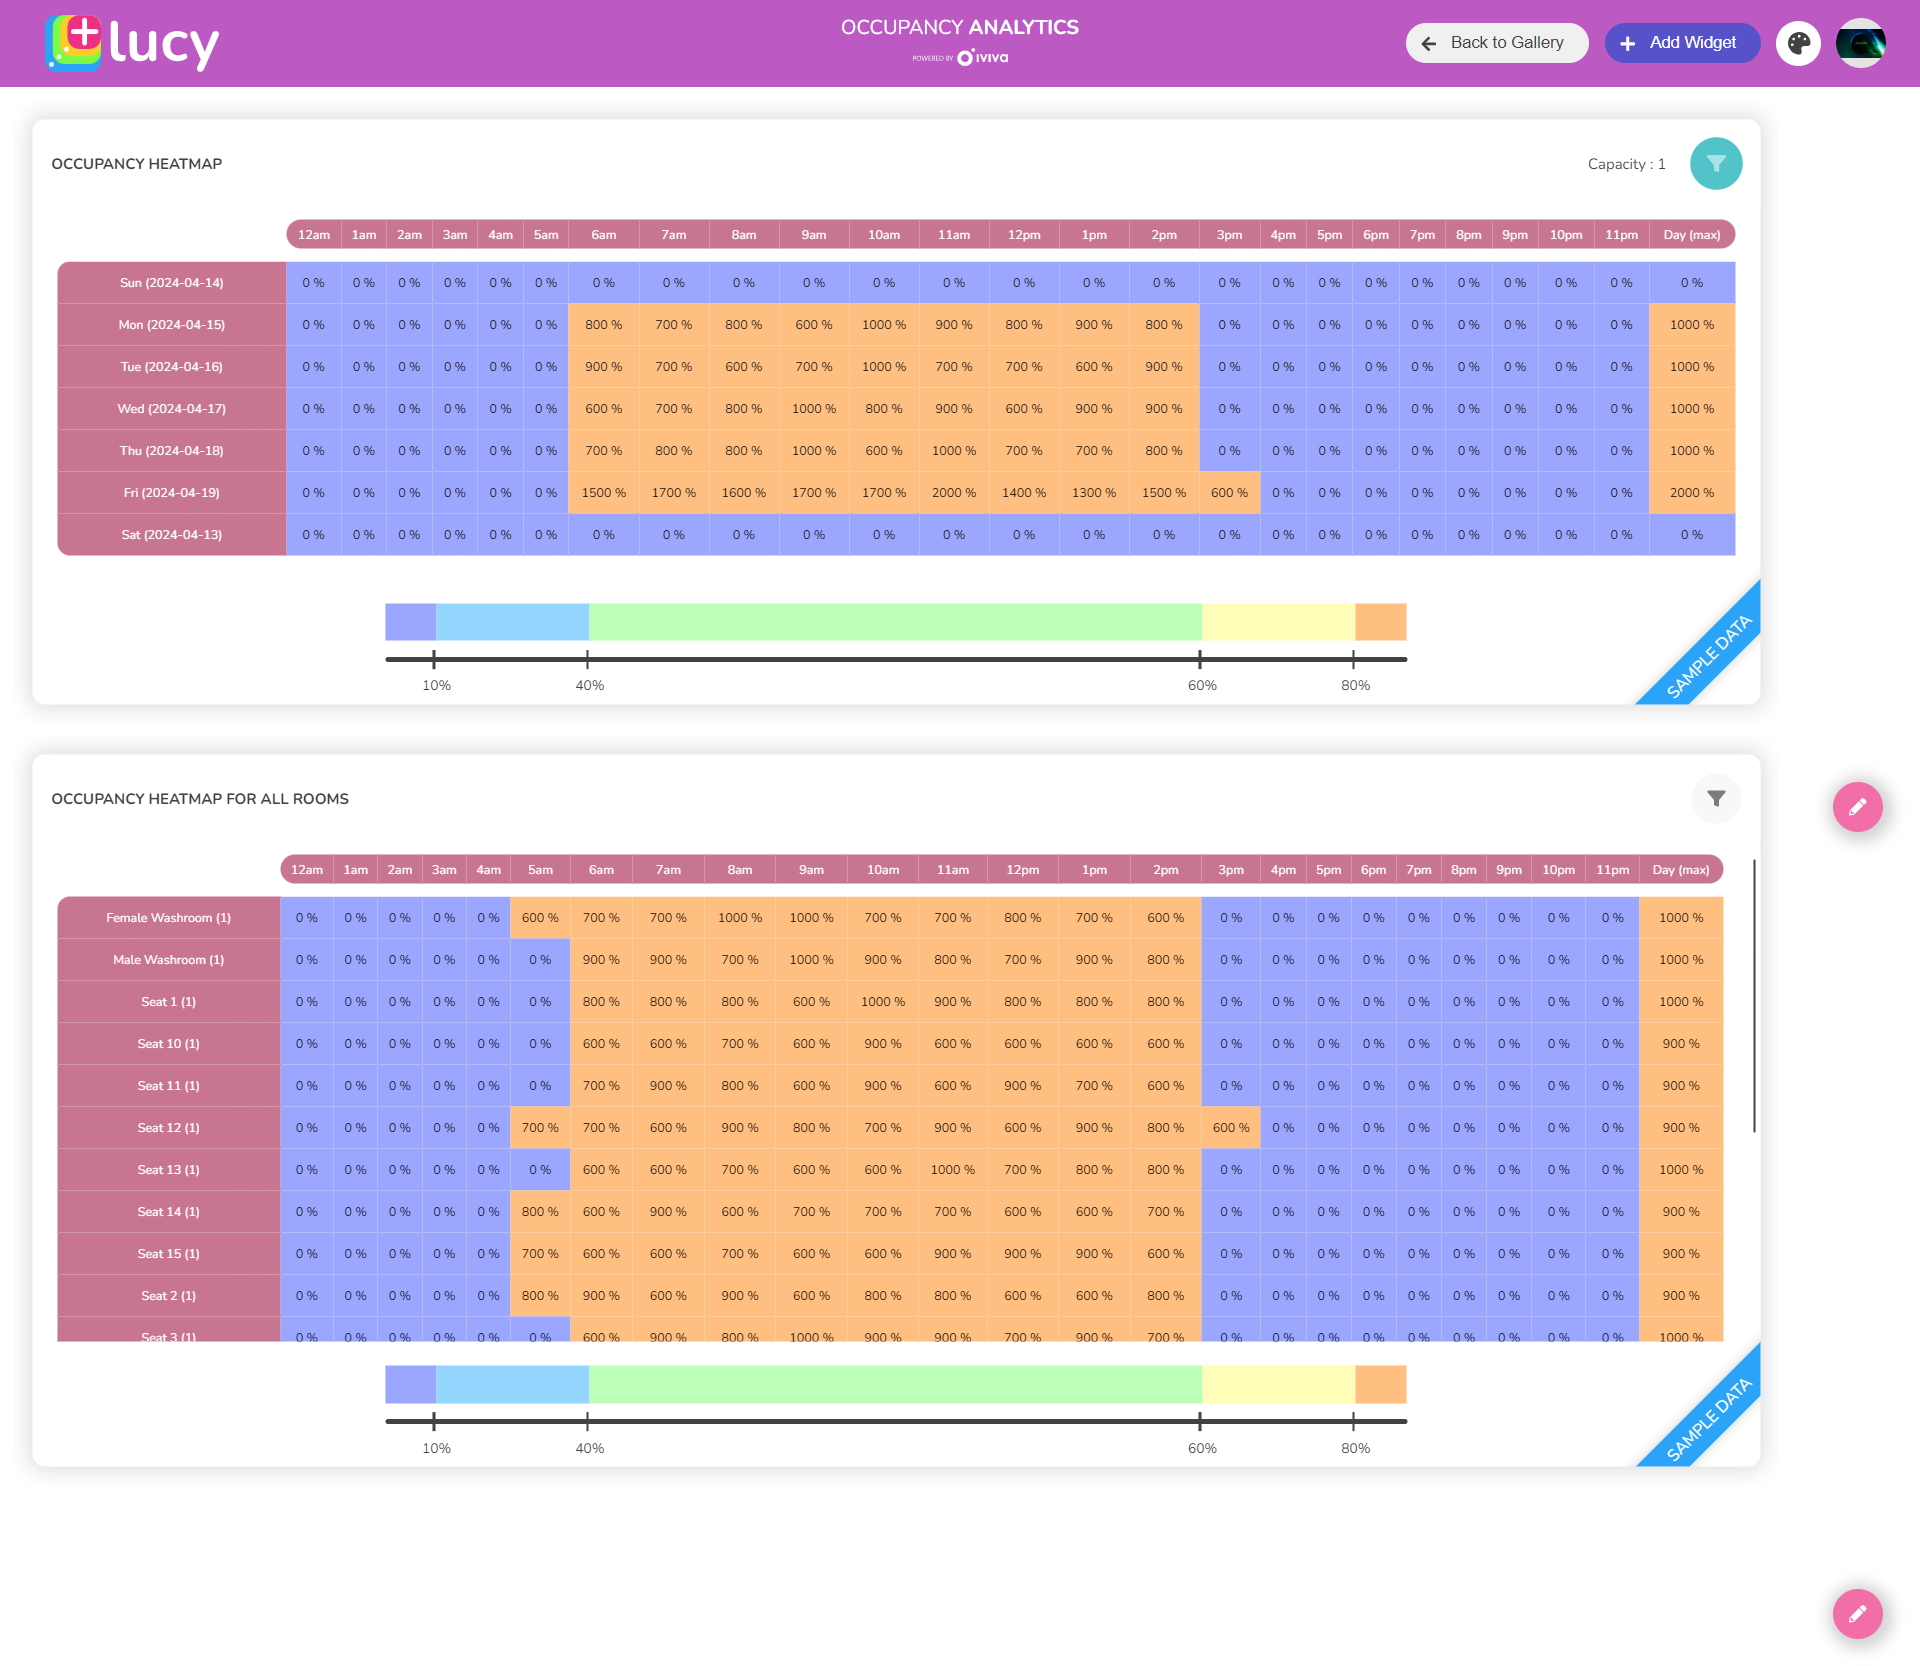 lucy
OCCUPANCY ANALYTICS
POWERED BY iviva
Back to Gallery
Add Widget
OCCUPANCY HEATMAP
Capacity : 1
12am 1am 2am 3am 4am 5am 6am 7am 8am 9am 10am 11am 12pm 1pm 2pm 3pm 4pm 5pm 6pm 7pm 8pm 9pm 10pm 11pm Day (max)
Sun (2024-04-14) 0 % 0 % 0 % 0 % 0 % 0 % 0 % 0 % 0 % 0 % 0 % 0 % 0 % 0 % 0 % 0 % 0 % 0 % 0 % 0 % 0 % 0 % 0 % 0 % 0 %
Mon (2024-04-15) 0 % 0 % 0 % 0 % 0 % 0 % 800 % 700 % 800 % 600 % 1000 % 900 % 800 % 900 % 800 % 0 % 0 % 0 % 0 % 0 % 0 % 0 % 0 % 0 % 1000 %
Tue (2024-04-16) 0 % 0 % 0 % 0 % 0 % 0 % 900 % 700 % 600 % 700 % 1000 % 700 % 700 % 600 % 900 % 0 % 0 % 0 % 0 % 0 % 0 % 0 % 0 % 0 % 1000 %
Wed (2024-04-17) 0 % 0 % 0 % 0 % 0 % 0 % 600 % 700 % 800 % 1000 % 800 % 900 % 600 % 900 % 900 % 0 % 0 % 0 % 0 % 0 % 0 % 0 % 0 % 0 % 1000 %
Thu (2024-04-18) 0 % 0 % 0 % 0 % 0 % 0 % 700 % 800 % 800 % 1000 % 600 % 1000 % 700 % 700 % 800 % 0 % 0 % 0 % 0 % 0 % 0 % 0 % 0 % 0 % 1000 %
Fri (2024-04-19) 0 % 0 % 0 % 0 % 0 % 0 % 1500 % 1700 % 1600 % 1700 % 1700 % 2000 % 1400 % 1300 % 1500 % 600 % 0 % 0 % 0 % 0 % 0 % 0 % 0 % 0 % 2000 %
Sat (2024-04-13) 0 % 0 % 0 % 0 % 0 % 0 % 0 % 0 % 0 % 0 % 0 % 0 % 0 % 0 % 0 % 0 % 0 % 0 % 0 % 0 % 0 % 0 % 0 % 0 % 0 %
10% 40% 60% 80%
SAMPLE DATA
OCCUPANCY HEATMAP FOR ALL ROOMS
12am 1am 2am 3am 4am 5am 6am 7am 8am 9am 10am 11am 12pm 1pm 2pm 3pm 4pm 5pm 6pm 7pm 8pm 9pm 10pm 11pm Day (max)
Female Washroom (1) 0 % 0 % 0 % 0 % 0 % 600 % 700 % 700 % 1000 % 1000 % 700 % 700 % 800 % 700 % 600 % 0 % 0 % 0 % 0 % 0 % 0 % 0 % 0 % 0 % 1000 %
Male Washroom (1) 0 % 0 % 0 % 0 % 0 % 0 % 900 % 900 % 700 % 1000 % 900 % 800 % 700 % 900 % 800 % 0 % 0 % 0 % 0 % 0 % 0 % 0 % 0 % 0 % 1000 %
Seat 1 (1) 0 % 0 % 0 % 0 % 0 % 0 % 800 % 800 % 800 % 600 % 1000 % 900 % 800 % 800 % 800 % 0 % 0 % 0 % 0 % 0 % 0 % 0 % 0 % 0 % 1000 %
Seat 10 (1) 0 % 0 % 0 % 0 % 0 % 0 % 600 % 600 % 700 % 600 % 900 % 600 % 600 % 600 % 600 % 0 % 0 % 0 % 0 % 0 % 0 % 0 % 0 % 0 % 900 %
Seat 11 (1) 0 % 0 % 0 % 0 % 0 % 0 % 700 % 900 % 800 % 600 % 900 % 600 % 900 % 700 % 600 % 0 % 0 % 0 % 0 % 0 % 0 % 0 % 0 % 0 % 900 %
Seat 12 (1) 0 % 0 % 0 % 0 % 0 % 700 % 700 % 600 % 900 % 800 % 700 % 900 % 600 % 900 % 800 % 600 % 0 % 0 % 0 % 0 % 0 % 0 % 0 % 0 % 900 %
Seat 13 (1) 0 % 0 % 0 % 0 % 0 % 0 % 600 % 600 % 700 % 600 % 600 % 1000 % 700 % 800 % 800 % 0 % 0 % 0 % 0 % 0 % 0 % 0 % 0 % 0 % 1000 %
Seat 14 (1) 0 % 0 % 0 % 0 % 0 % 800 % 600 % 900 % 600 % 700 % 700 % 700 % 600 % 600 % 700 % 0 % 0 % 0 % 0 % 0 % 0 % 0 % 0 % 0 % 900 %
Seat 15 (1) 0 % 0 % 0 % 0 % 0 % 700 % 600 % 600 % 700 % 600 % 600 % 900 % 900 % 900 % 600 % 0 % 0 % 0 % 0 % 0 % 0 % 0 % 0 % 0 % 900 %
Seat 2 (1) 0 % 0 % 0 % 0 % 0 % 800 % 900 % 600 % 900 % 600 % 800 % 800 % 600 % 600 % 800 % 0 % 0 % 0 % 0 % 0 % 0 % 0 % 0 % 0 % 900 %
Seat 3 (1) 0 % 0 % 0 % 0 % 0 % 0 % 600 % 900 % 800 % 1000 % 900 % 900 % 700 % 900 % 700 % 0 % 0 % 0 % 0 % 0 % 0 % 0 % 0 % 0 % 1000 %
10% 40% 60% 80%
SAMPLE DATA